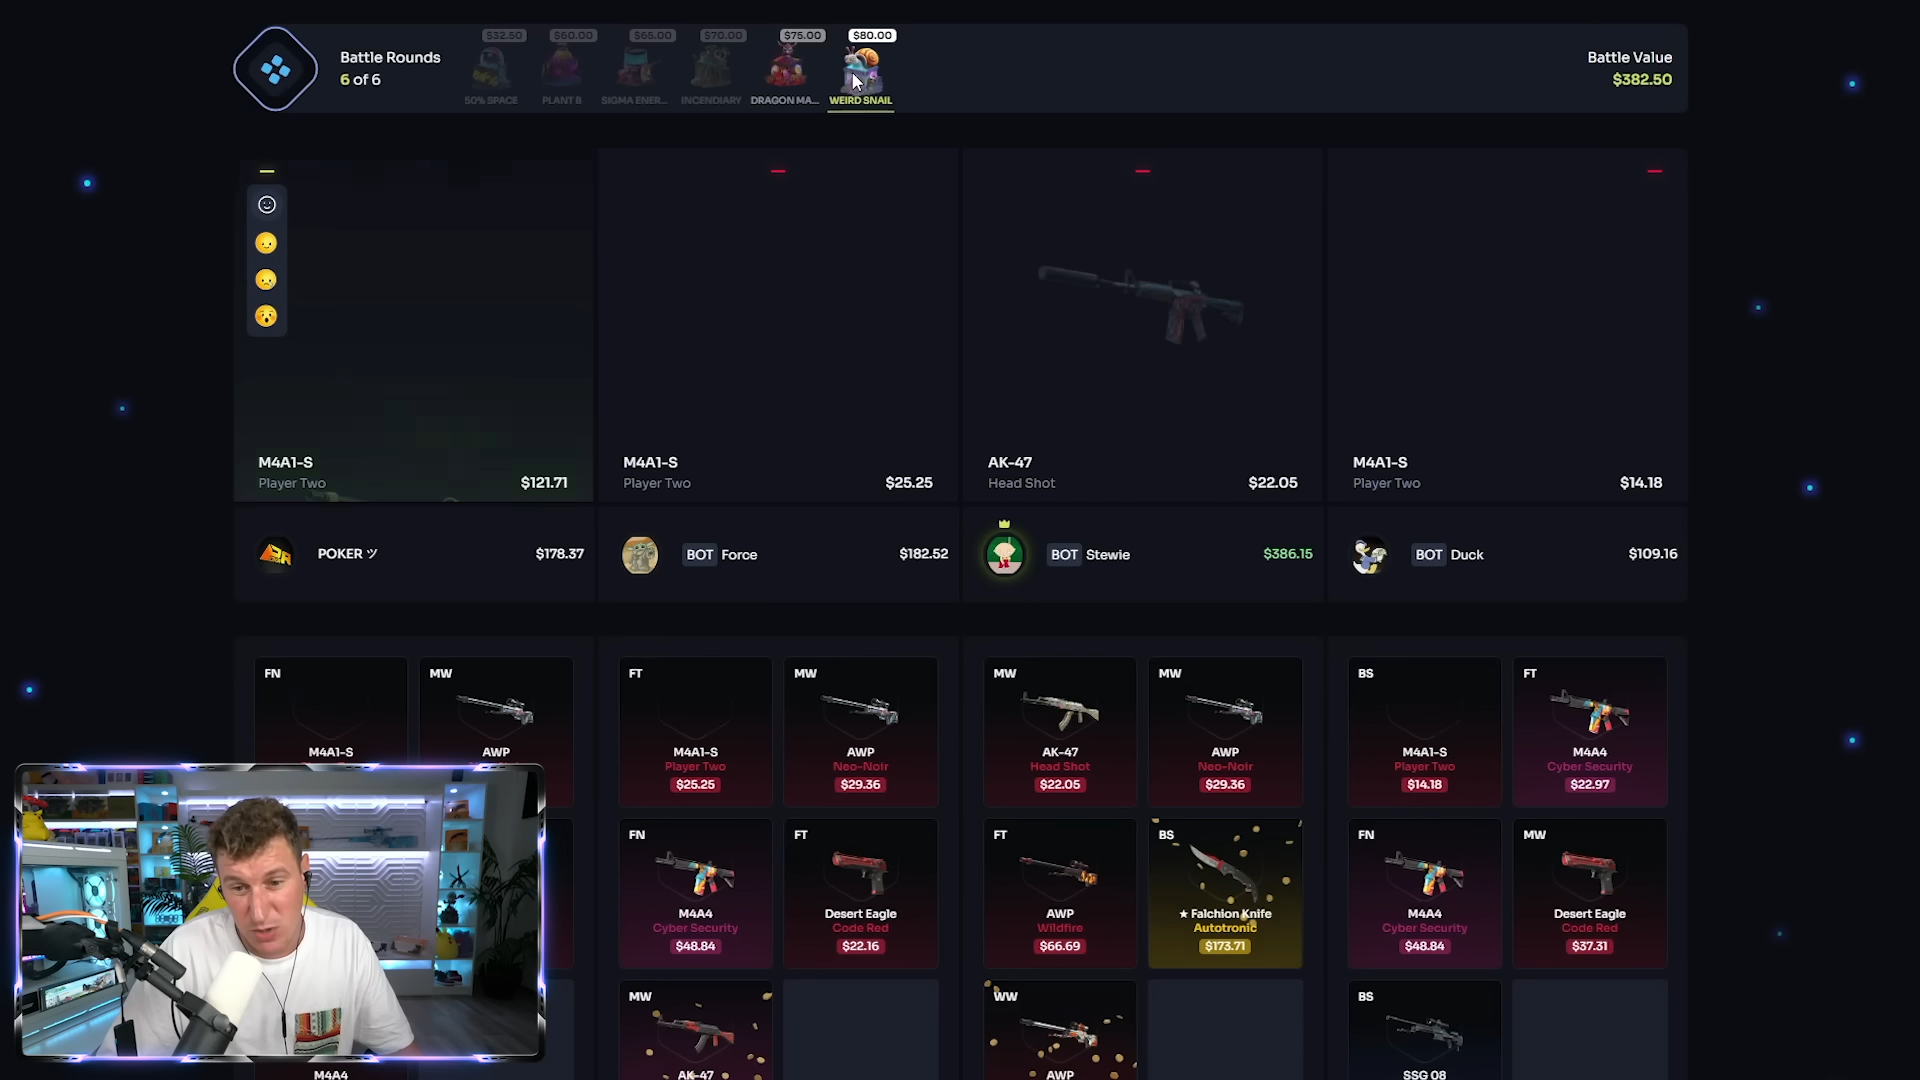 Battle Rounds
6 of 6
$32.50
50% SPACE
$60.00
PLANT B
$65.00
SIGMA ENER...
$70.00
INCENDIARY
$75.00
DRAGON MA...
$80.00
WEIRD SNAIL
Battle Value
$382.50
M4A1-S
Player Two
$121.71
M4A1-S
Player Two
$25.25
AK-47
Head Shot
$22.05
M4A1-S
Player Two
$14.18
POKER ツ
$178.37
BOT Force
$182.52
BOT Stewie
$386.15
BOT Duck
$109.16
FN
M4A1-S
MW
AWP
M4A4
FT
M4A1-S
Player Two
$25.25
MW
AWP
Neo-Noir
$29.36
FN
M4A4
Cyber Security
$48.84
FT
Desert Eagle
Code Red
$22.16
MW
AK-47
MW
AK-47
Head Shot
$22.05
MW
AWP
Neo-Noir
$29.36
FT
AWP
Wildfire
$66.69
BS
★ Falchion Knife
Autotronic
$173.71
WW
AWP
BS
M4A1-S
Player Two
$14.18
FT
M4A4
Cyber Security
$22.97
FN
M4A4
Cyber Security
$48.84
MW
Desert Eagle
Code Red
$37.31
BS
SSG 08